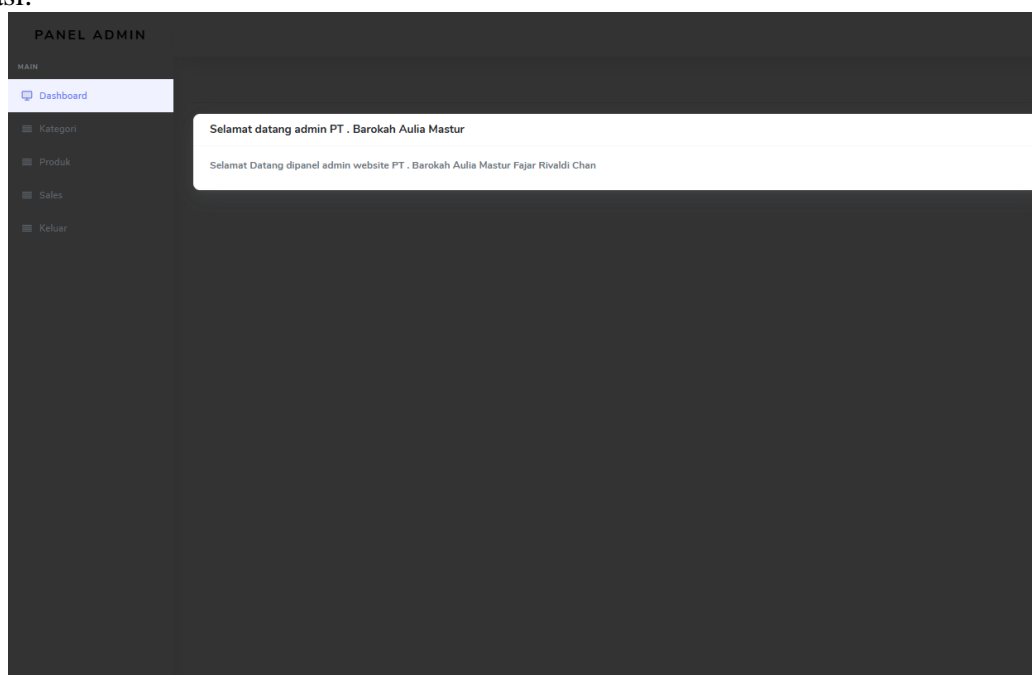 PANEL ADMIN
MAIN
Dashboard
Kategori
Produk
Sales
Keluar
Selamat datang admin PT . Barokah Aulia Mastur
Selamat Datang dipanel admin website PT . Barokah Aulia Mastur Fajar Rivaldi Chan